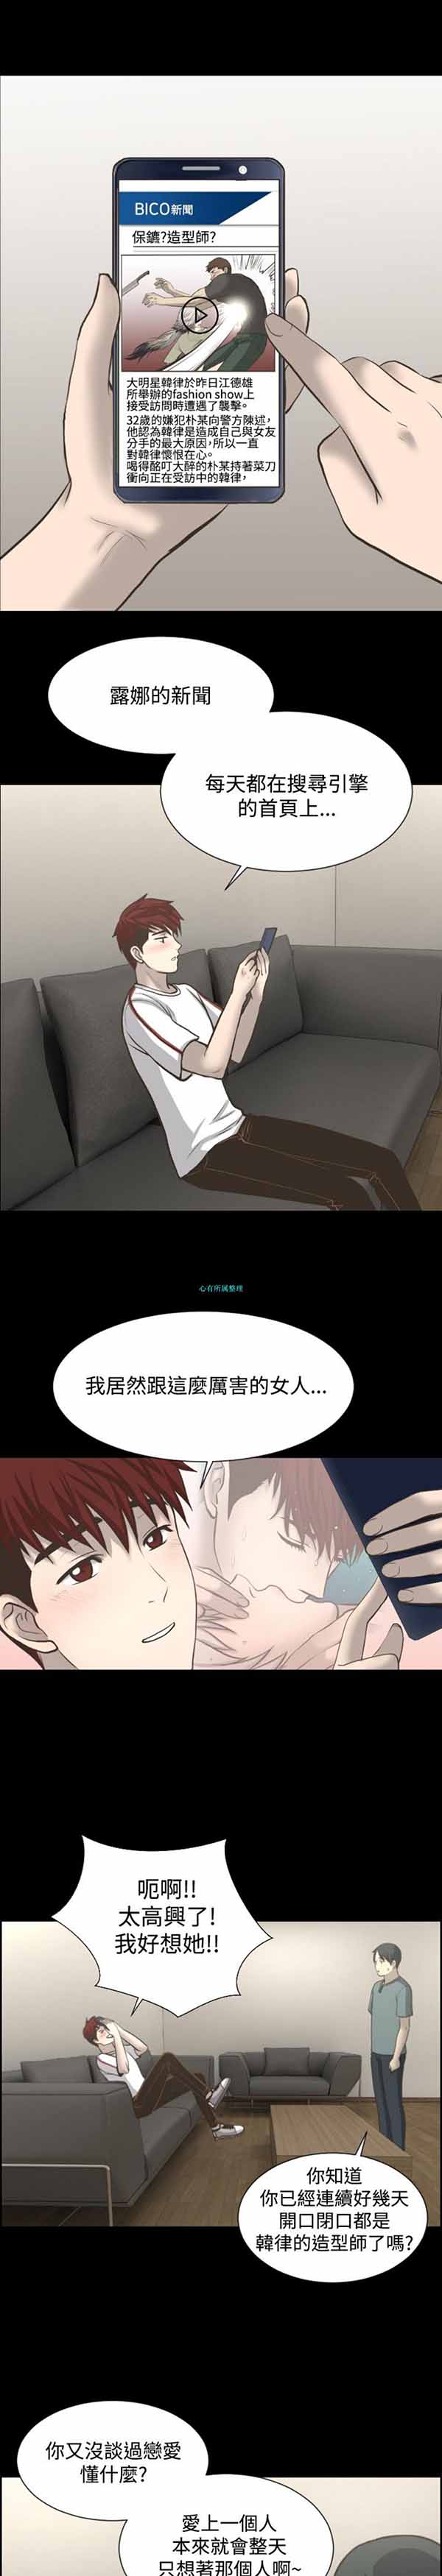 BICO新聞
保鑣?造型師?
大明星韓律於昨日江德雄
所舉辦的fashion show上
接受訪問時遭遇了襲擊。
32歲的嫌犯朴某向警方陳述，
他認為韓律是造成自己與女友
分手的最大原因，所以一直
對韓律懷恨在心。
喝得酩酊大醉的朴某持著菜刀
衝向正在受訪中的韓律，
露娜的新聞
每天都在搜尋引擎
的首頁上...
心有所属整理
我居然跟這麼厲害的女人...
呃啊!!
太高興了!
我好想她!!
你知道
你已經連續好幾天
開口閉口都是
韓律的造型師了嗎?
你又沒談過戀愛
懂什麼?
愛上一個人
本來就會整天
只想著那個人啊~